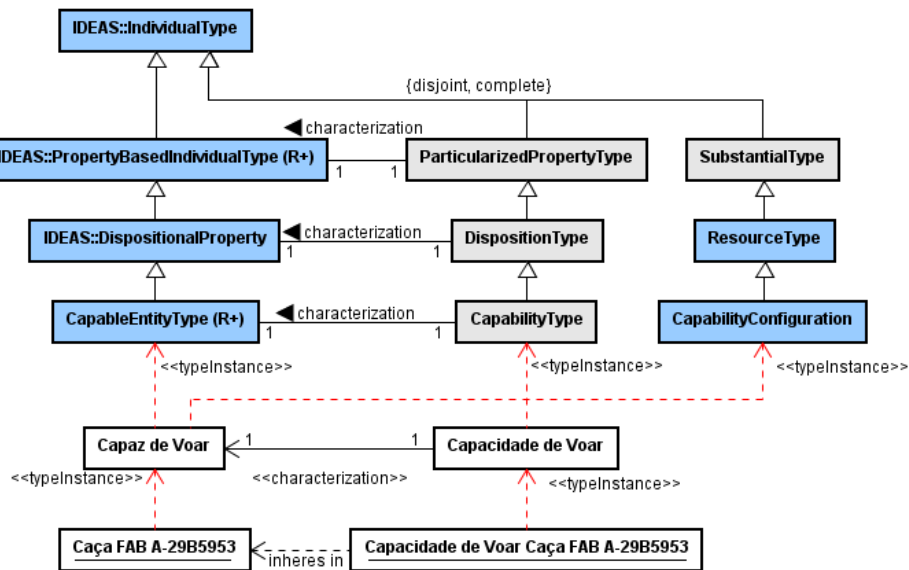 IDEAS::IndividualType
{disjoint, complete}
characterization
IDEAS::PropertyBasedIndividualType (R+)
1
1
ParticularizedPropertyType
SubstantialType
characterization
IDEAS::DispositionalProperty
1
1
DispositionType
ResourceType
characterization
CapableEntityType (R+)
1
1
CapabilityType
CapabilityConfiguration
<<typeInstance>>
<<typeInstance>>
<<typeInstance>>
Capaz de Voar
1
1
Capacidade de Voar
<<typeInstance>>
<<characterization>>
<<typeInstance>>
Caça FAB A-29B5953
inheres in
Capacidade de Voar Caça FAB A-29B5953